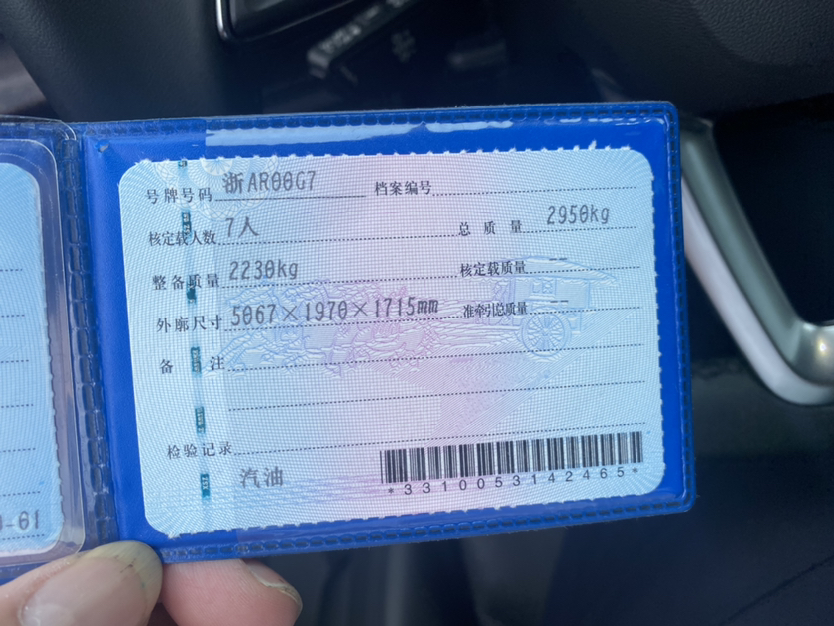 号牌号码 浙AR00G7 档案编号
核定载人数 7人 总质量 2950kg
整备质量 2230kg 核定载质量 --
外廓尺寸 5067×1970×1715mm 准牵引总质量 --
备注
检验记录
汽油
*3310053142465*
-01